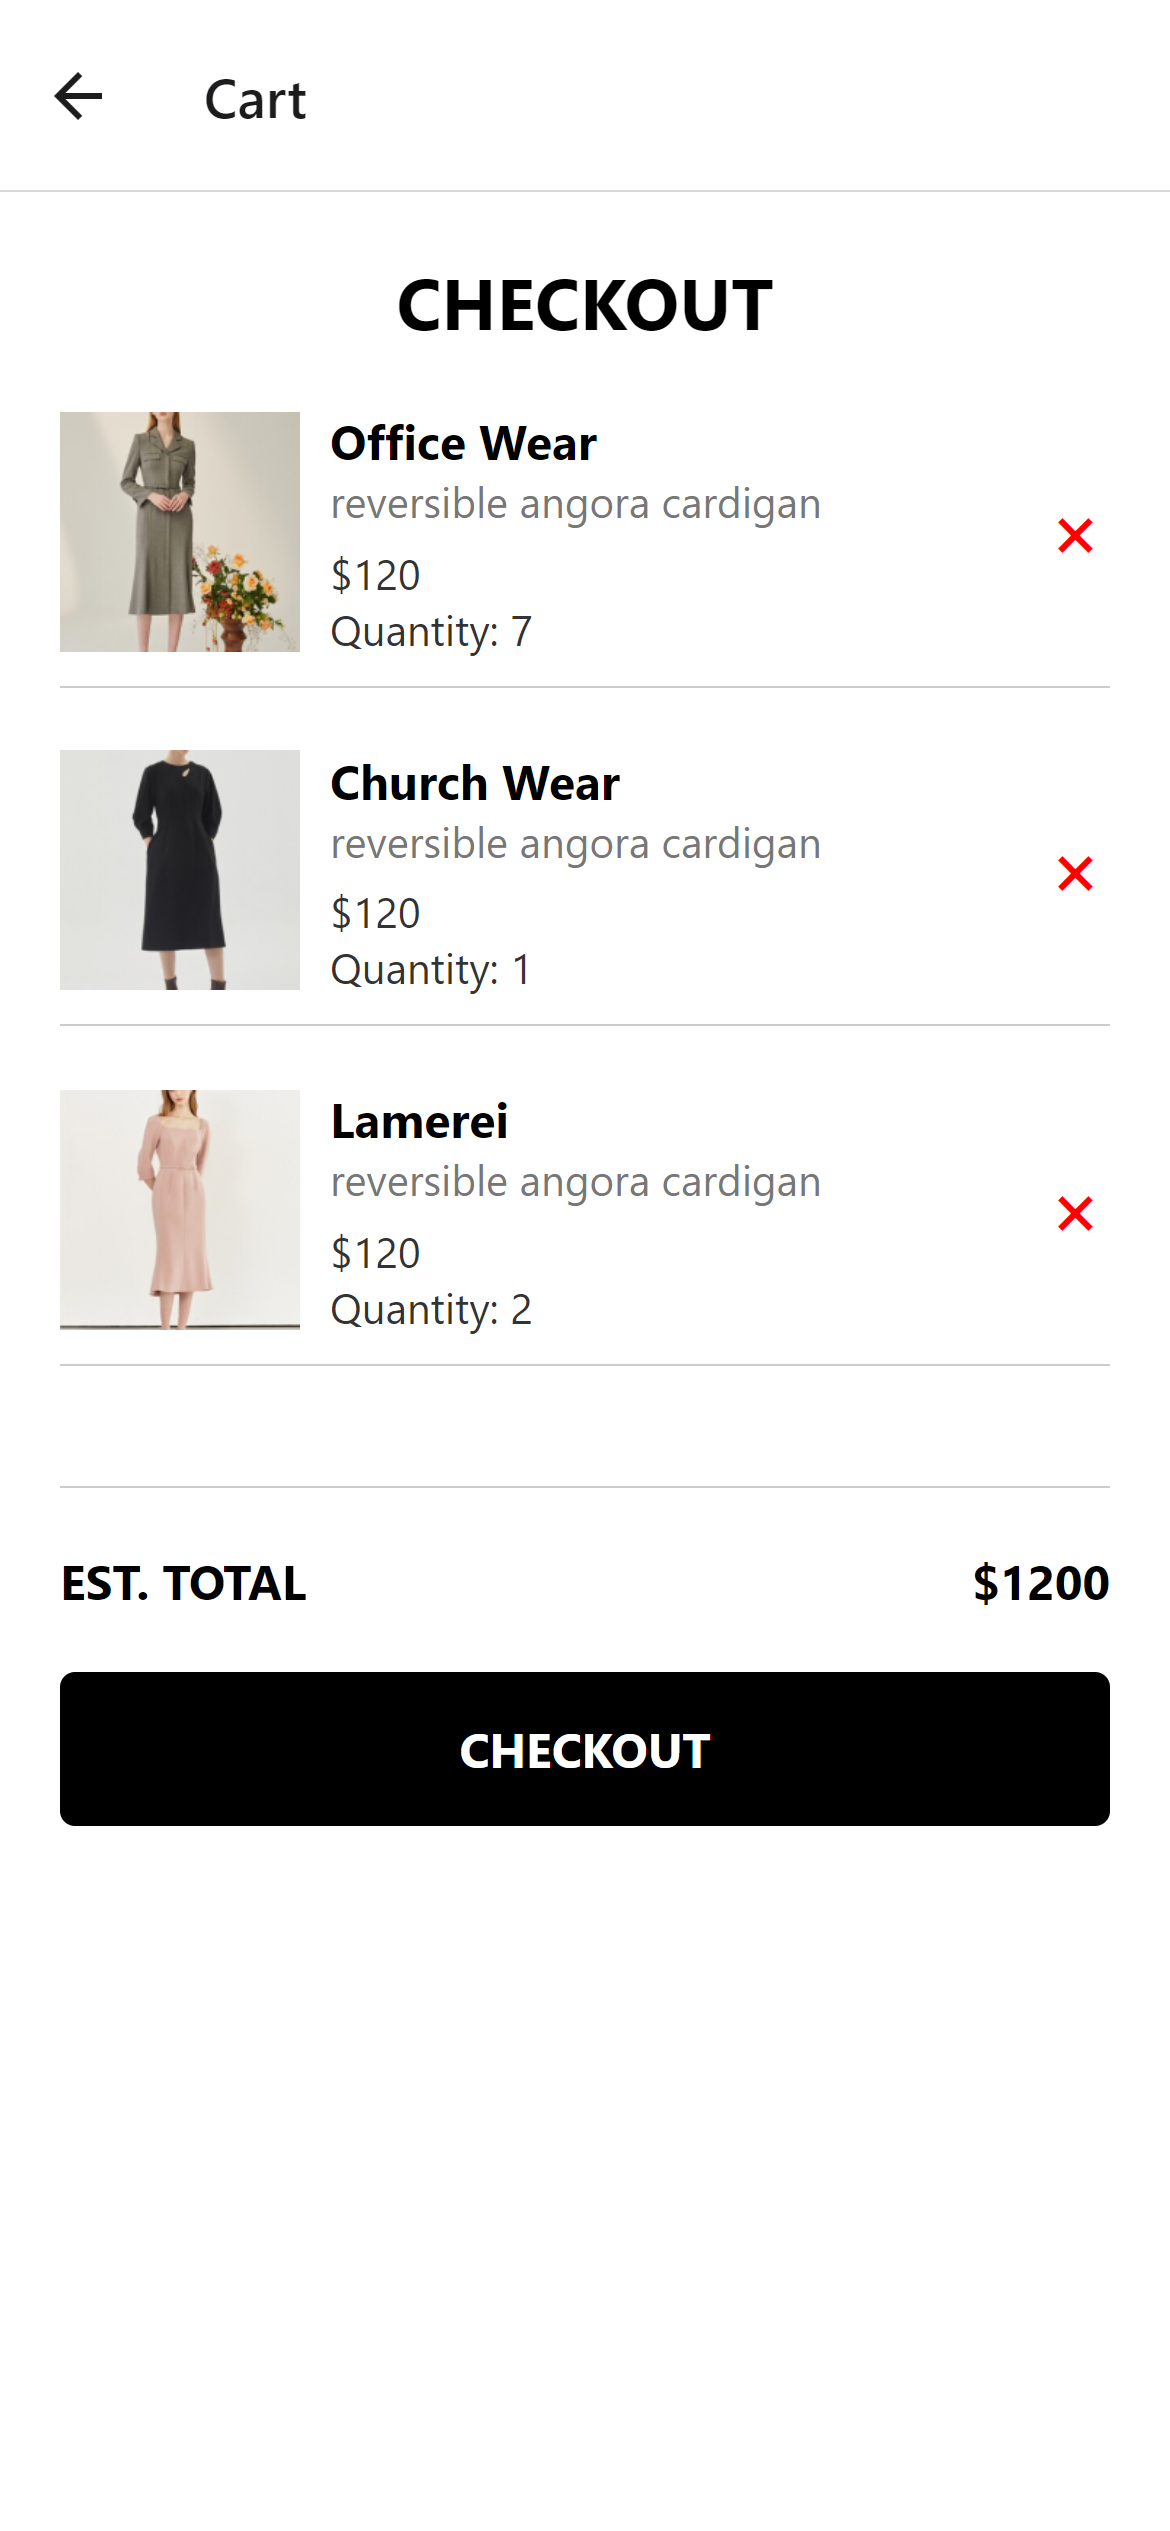 Cart
CHECKOUT
Office Wear
reversible angora cardigan
$120
Quantity: 7
Church Wear
reversible angora cardigan
$120
Quantity: 1
Lamerei
reversible angora cardigan
$120
Quantity: 2
EST. TOTAL $1200
CHECKOUT